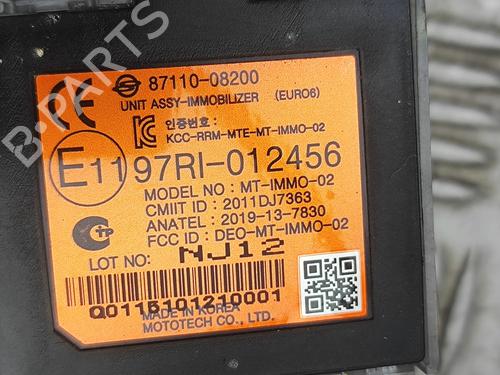 B-PARTS
CE
87110-08200
UNIT ASSY-IMMOBILIZER (EURO6)
인증번호 :
KCC-RRM-MTE-MT-IMMO-02
E11 97RI-012456
MODEL NO : MT-IMMO-02
CMIIT ID : 2011DJ7363
ANATEL : 2019-13-7830
FCC ID : DEO-MT-IMMO-02
LOT NO: NJ12
Q0115101210001
MADE IN KOREA
MOTOTECH CO., LTD.